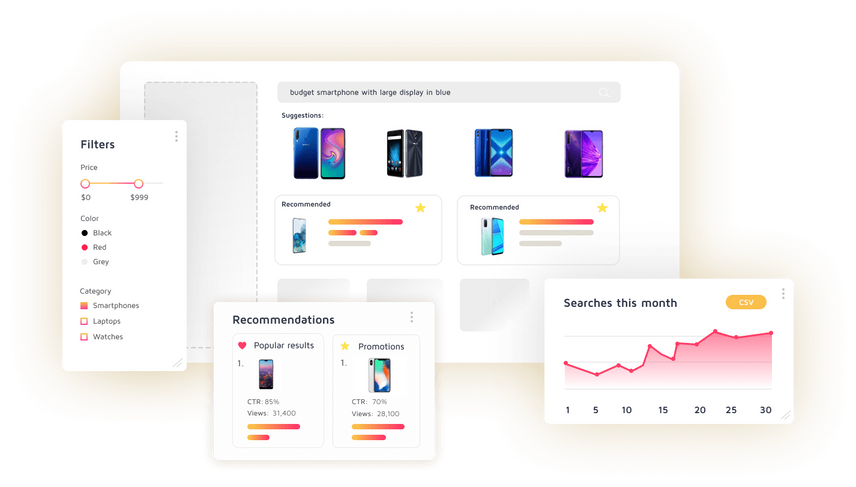 budget smartphone with large display in blue
Suggestions:
Filters
Price
$0 $999
Color
Black
Red
Grey
Category
Smartphones
Laptops
Watches
Recommended
Recommended
Recommendations
Popular results
1.
CTR: 85%
Views: 31,400
Promotions
1.
CTR: 70%
Views: 28,100
Searches this month
CSV
1 5 10 15 20 25 30